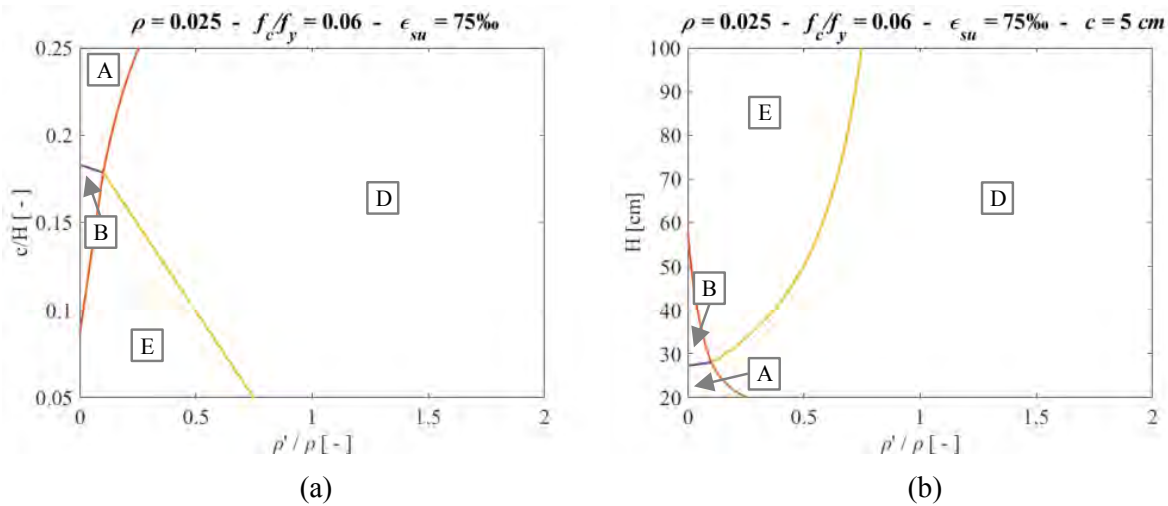 ρ = 0.025 - f_c/f_y = 0.06 - ϵ_su = 75‰
0.25
0.2
0.15
0.1
0.05
c/H [ - ]
A
B
D
E
0
0.5
1
1.5
2
ρ' / ρ [ - ]
(a)
ρ = 0.025 - f_c/f_y = 0.06 - ϵ_su = 75‰ - c = 5 cm
100
90
80
70
60
50
40
30
20
H [cm]
E
D
B
A
0
0.5
1
1.5
2
ρ' / ρ [ - ]
(b)